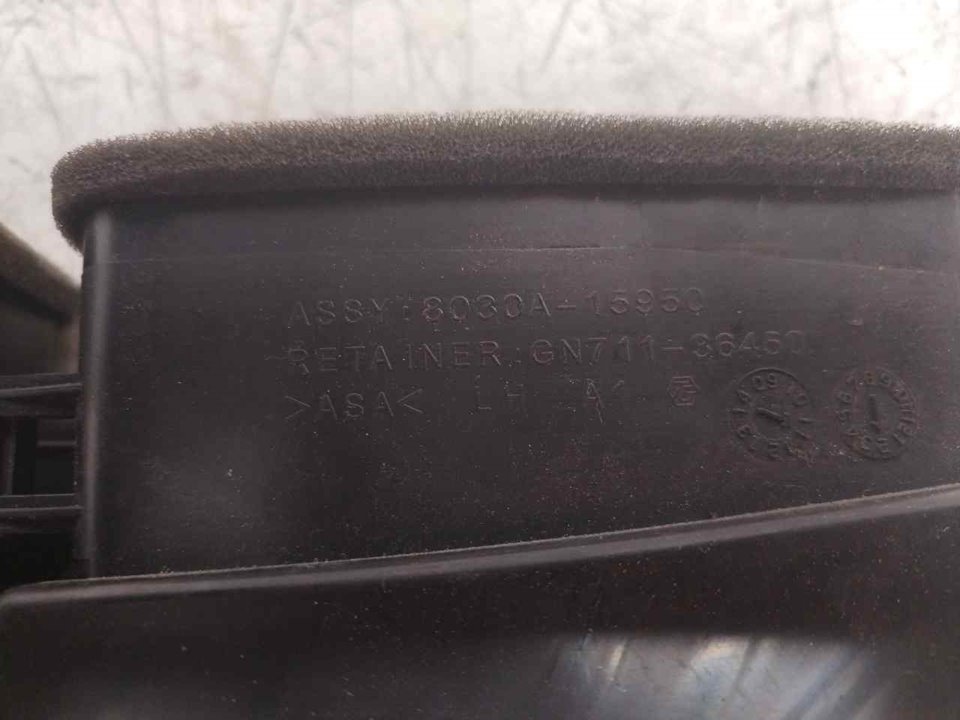 ASSY:8030A-15950
RETAINER:GN711-36450
>ASA< LH A